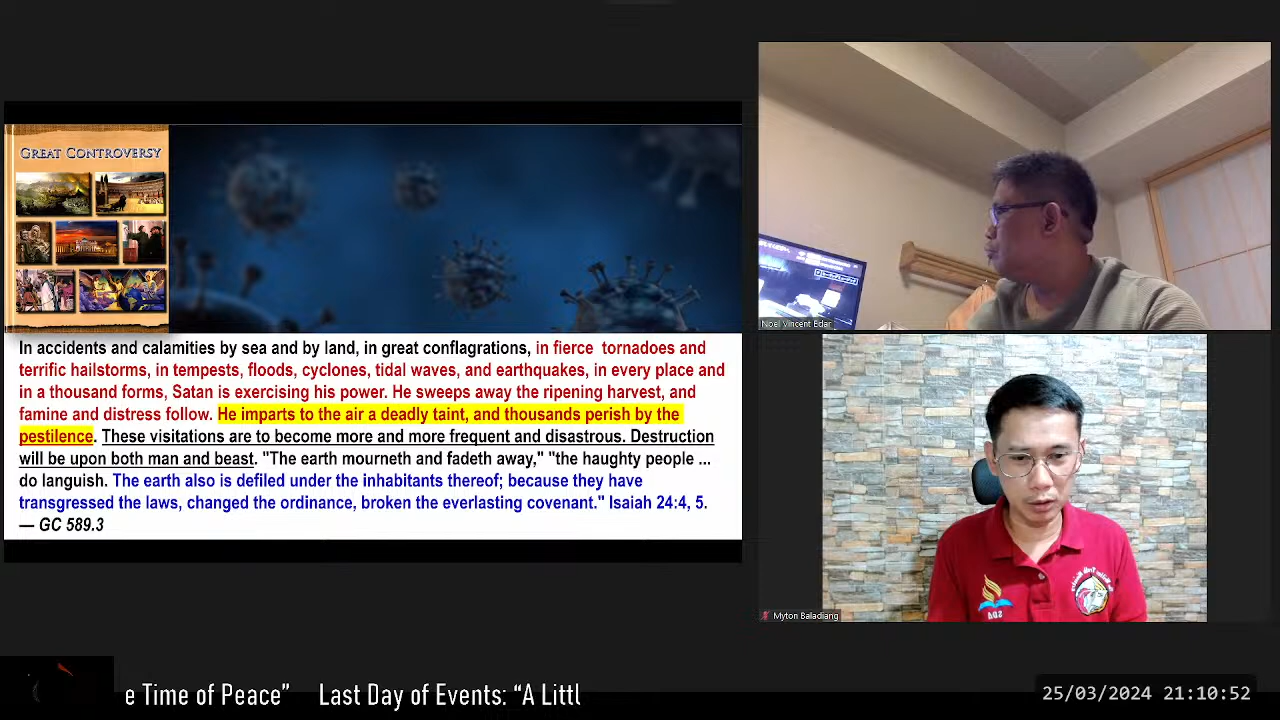 GREAT CONTROVERSY
In accidents and calamities by sea and by land, in great conflagrations, in fierce tornadoes and
terrific hailstorms, in tempests, floods, cyclones, tidal waves, and earthquakes, in every place and
in a thousand forms, Satan is exercising his power. He sweeps away the ripening harvest, and
famine and distress follow. He imparts to the air a deadly taint, and thousands perish by the
pestilence. These visitations are to become more and more frequent and disastrous. Destruction
will be upon both man and beast. "The earth mourneth and fadeth away," "the haughty people ...
do languish. The earth also is defiled under the inhabitants thereof; because they have
transgressed the laws, changed the ordinance, broken the everlasting covenant." Isaiah 24:4, 5.
— GC 589.3
Noel Vincent Edar
SDA
Myton Baladiang
e Time of Peace” Last Day of Events: “A Littl
25/03/2024 21:10:52